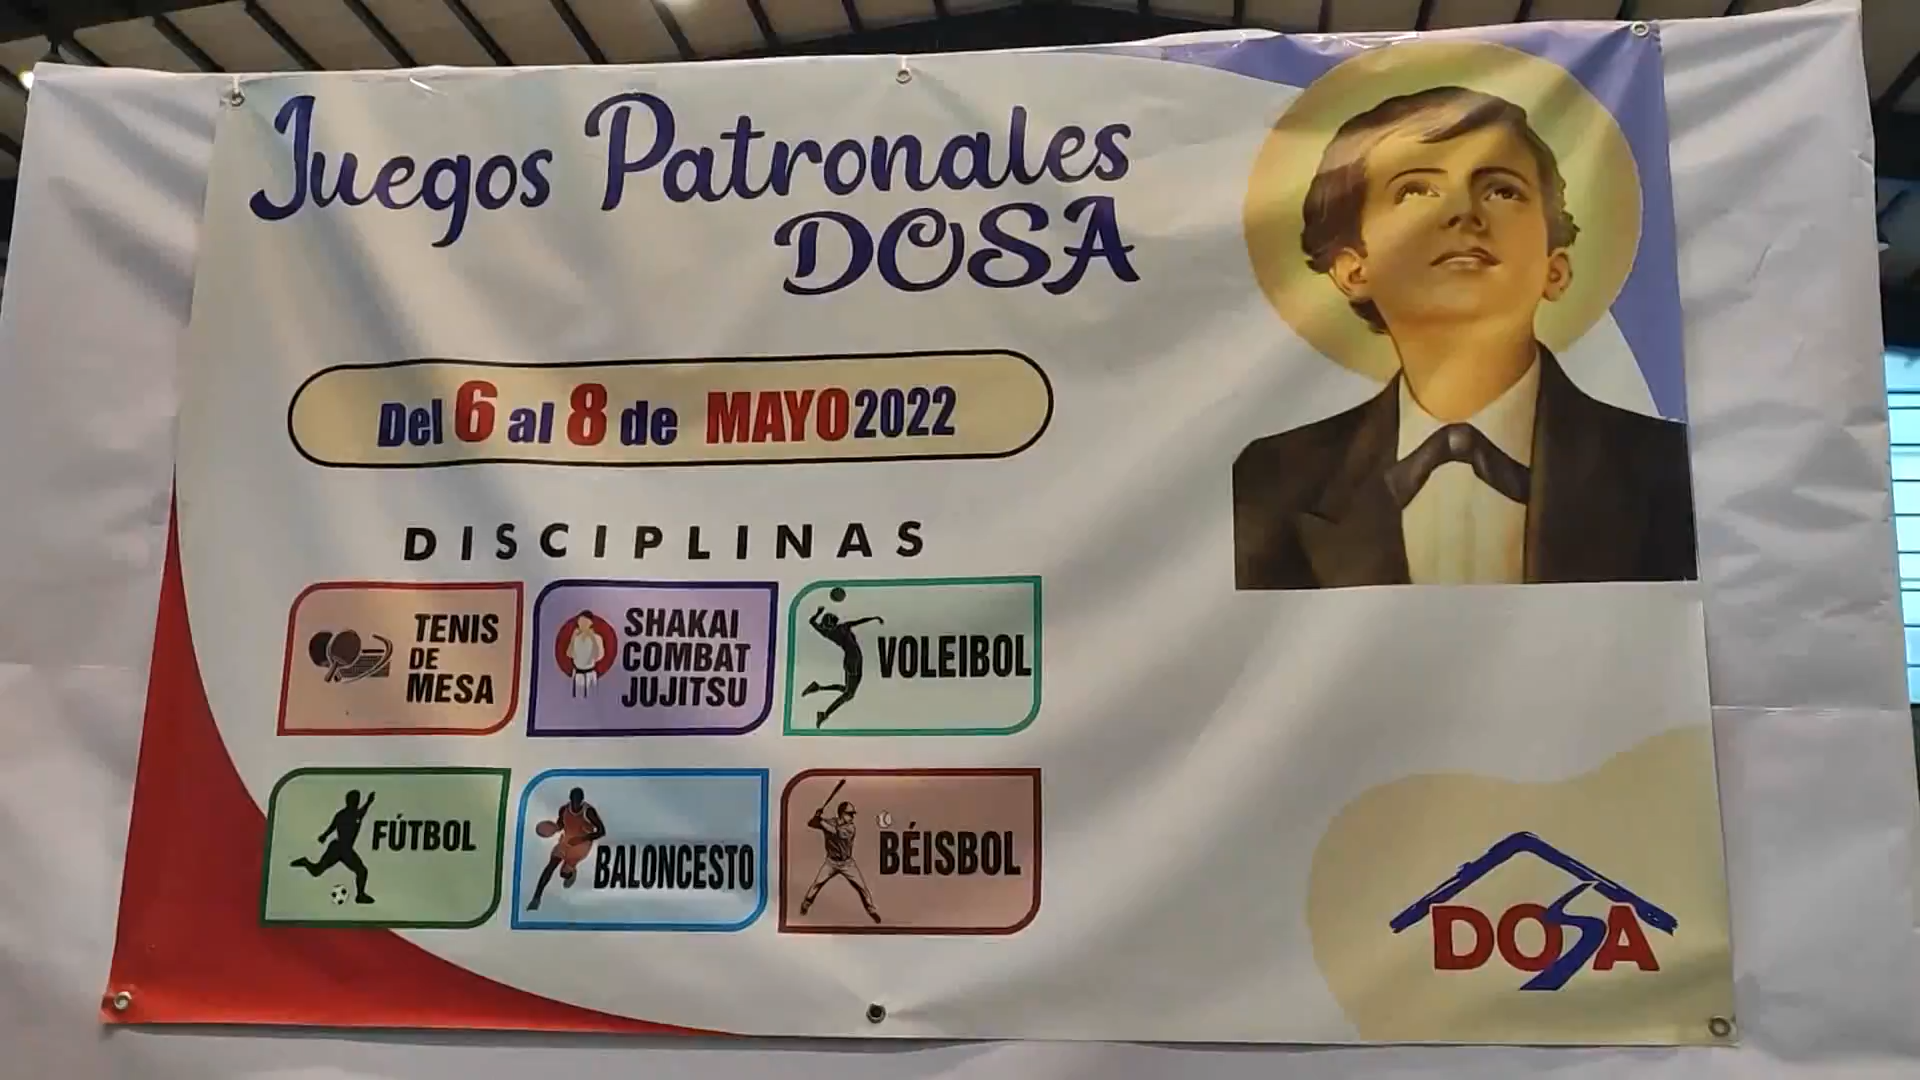 Juegos Patronales
DOSA
Del 6 al 8 de MAYO 2022
DISCIPLINAS
TENIS
DE
MESA
SHAKAI
COMBAT
JUJITSU
VOLEIBOL
FÚTBOL
BALONCESTO
BÉISBOL
DOSA